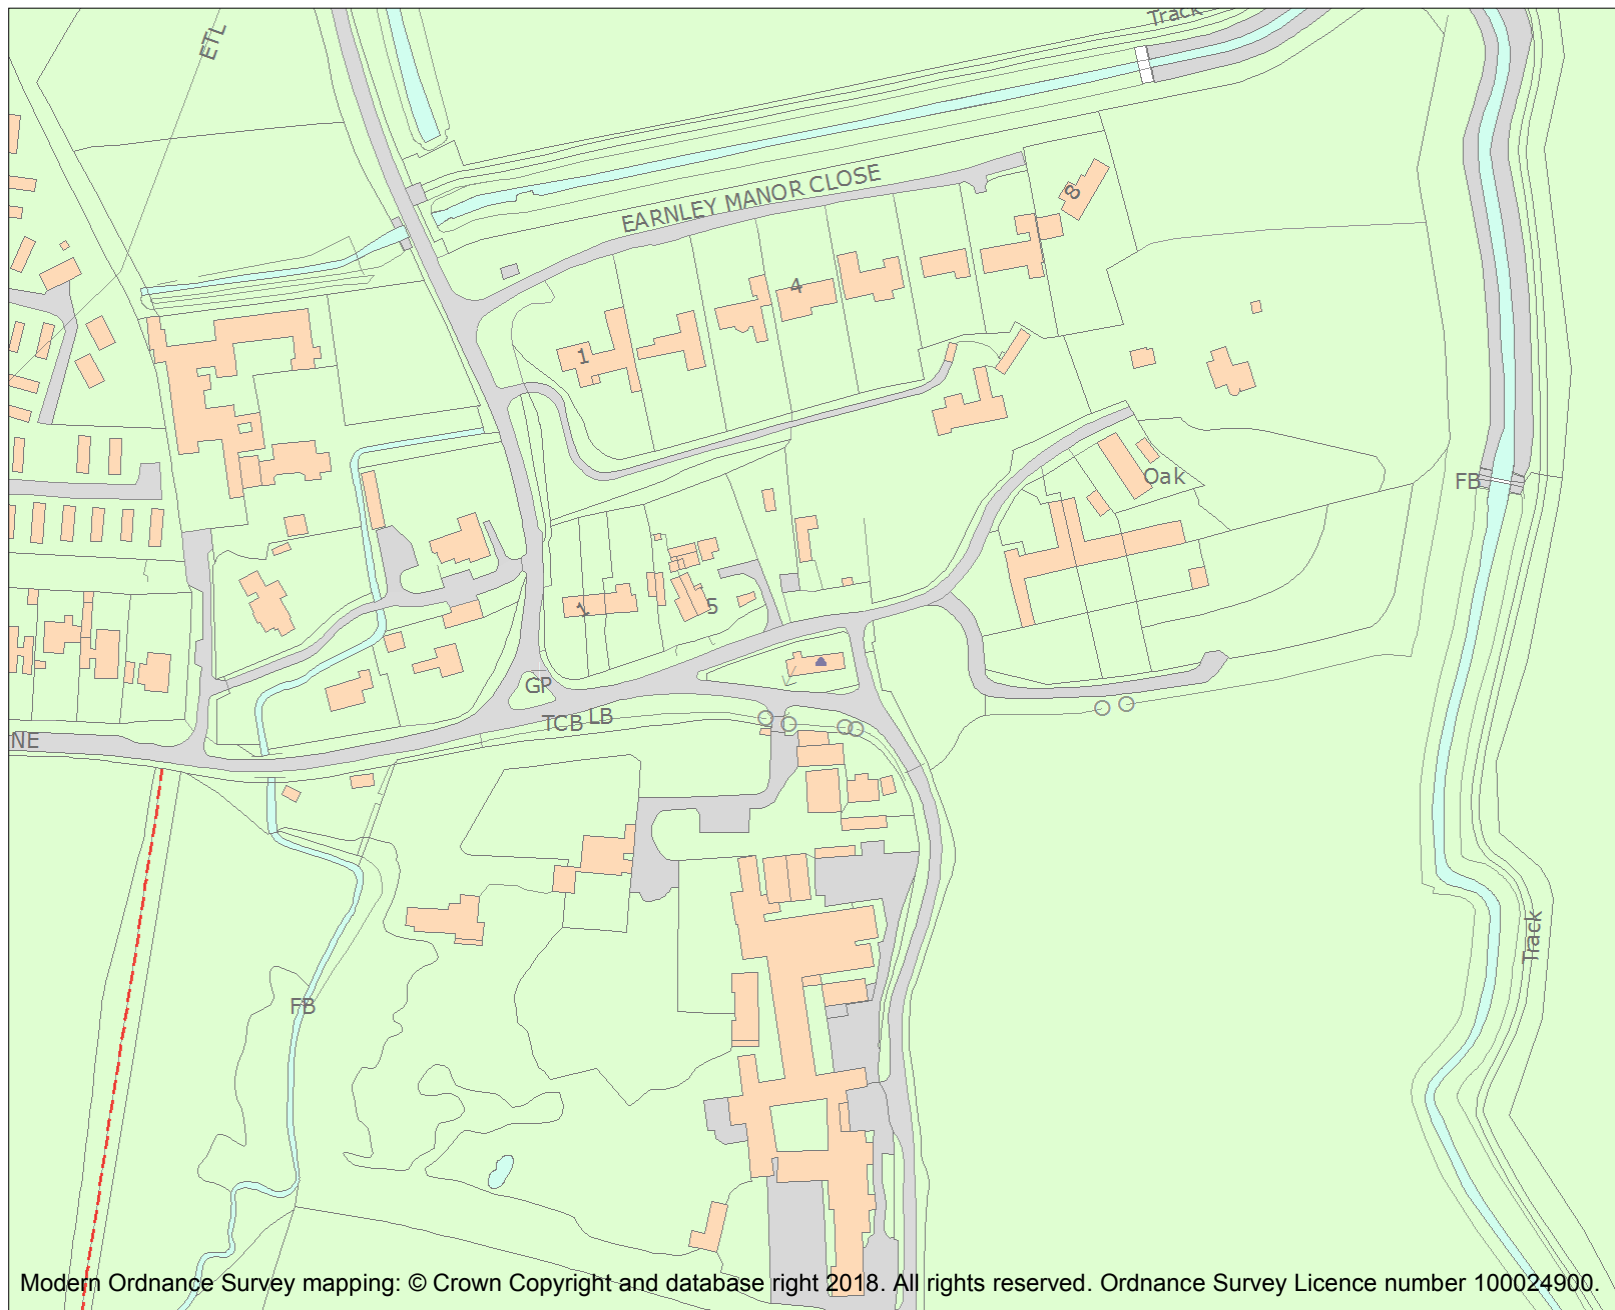 Track
ETL
EARNLEY MANOR CLOSE
8
4
1
Oak
FB
1
5
GP
TCB LB
NE
Track
FB
Modern Ordnance Survey mapping: © Crown Copyright and database right 2018. All rights reserved. Ordnance Survey Licence number 100024900.